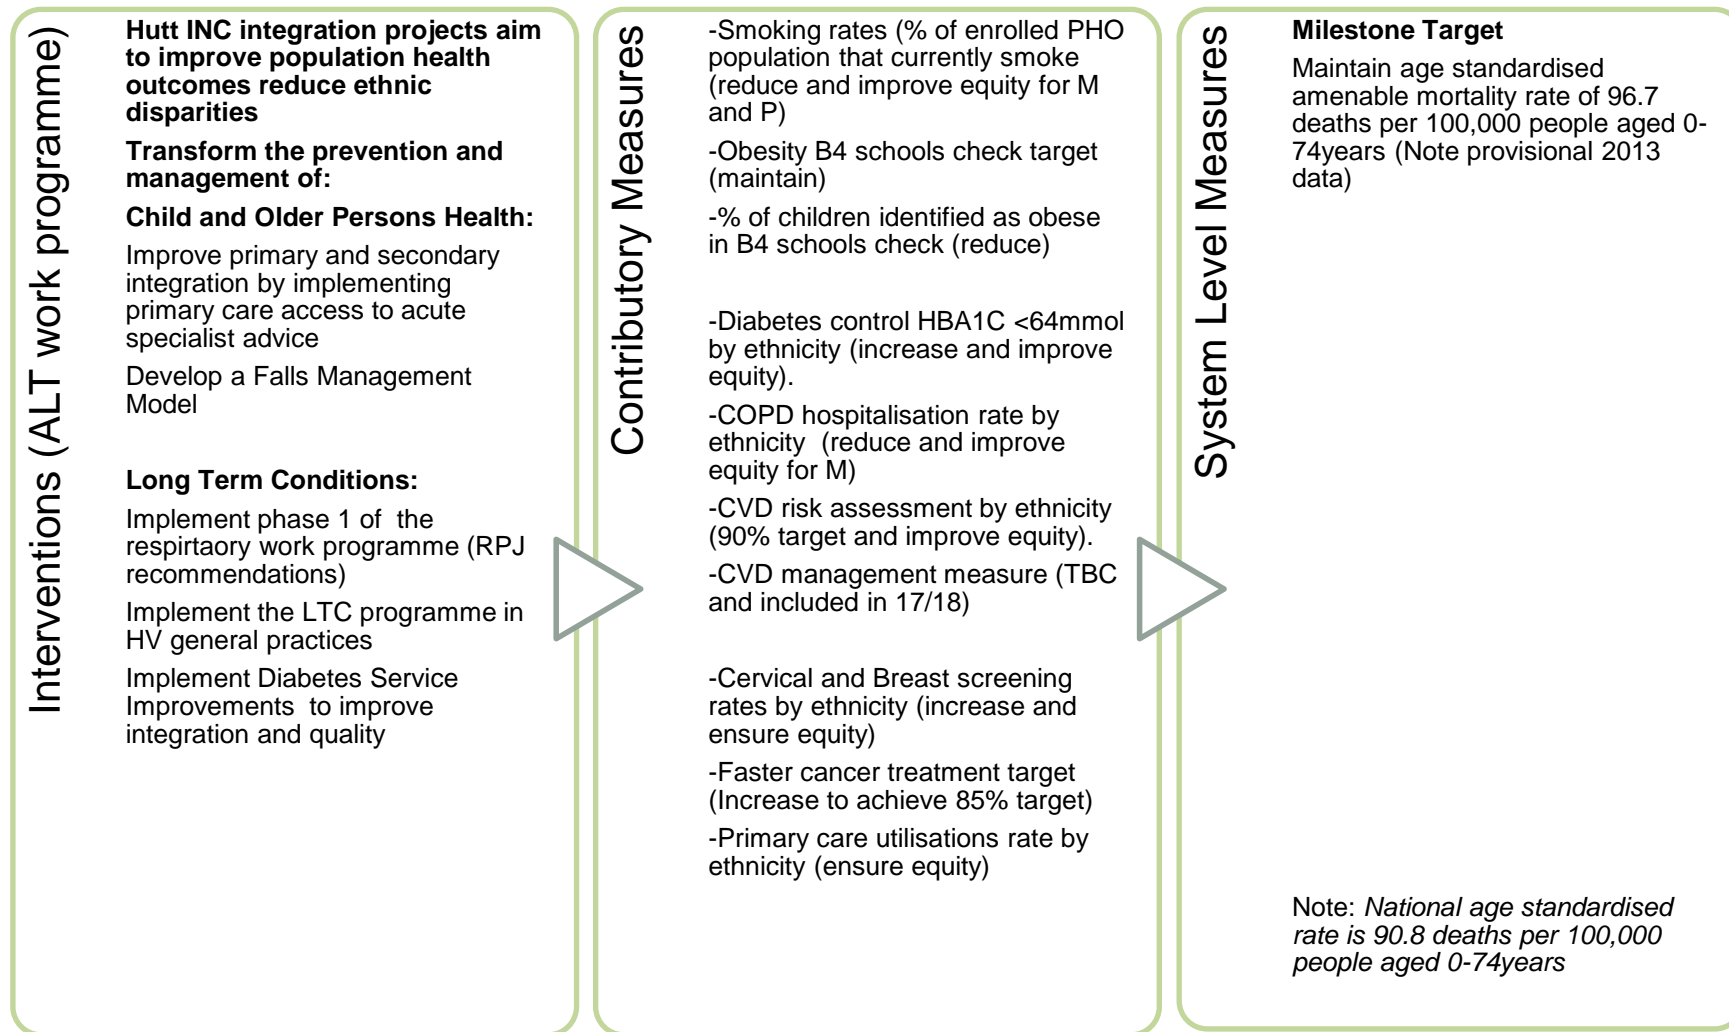 Interventions (ALT work programme)
Hutt INC integration projects aim
to improve population health
outcomes reduce ethnic
disparities
Transform the prevention and
management of:
Child and Older Persons Health:
Improve primary and secondary
integration by implementing
primary care access to acute
specialist advice
Develop a Falls Management
Model
Long Term Conditions:
Implement phase 1 of  the
respirtaory work programme (RPJ
recommendations)
Implement the LTC programme in
HV general practices
Implement Diabetes Service
Improvements  to improve
integration and quality
Contributory Measures
-Smoking rates (% of enrolled PHO
population that currently smoke
(reduce and improve equity for M
and P)
-Obesity B4 schools check target
(maintain)
-% of children identified as obese
in B4 schools check (reduce)
-Diabetes control HBA1C <64mmol
by ethnicity (increase and improve
equity).
-COPD hospitalisation rate by
ethnicity  (reduce and improve
equity for M)
-CVD risk assessment by ethnicity
(90% target and improve equity).
-CVD management measure (TBC
and included in 17/18)
-Cervical and Breast screening
rates by ethnicity (increase and
ensure equity)
-Faster cancer treatment target
(Increase to achieve 85% target)
-Primary care utilisations rate by
ethnicity (ensure equity)
System Level Measures
Milestone Target
Maintain age standardised
amenable mortality rate of 96.7
deaths per 100,000 people aged 0-
74years (Note provisional 2013
data)
Note: National age standardised
rate is 90.8 deaths per 100,000
people aged 0-74years